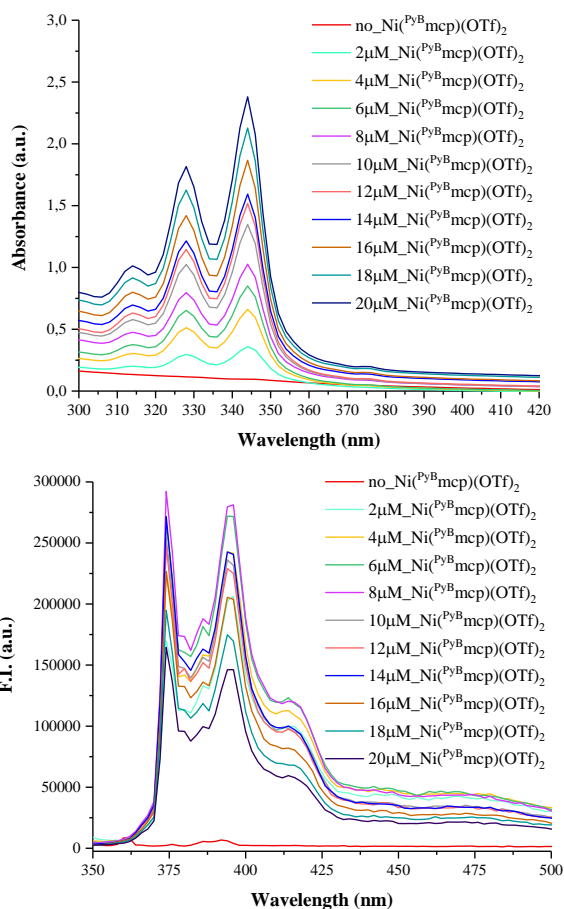 no_Ni(ᴾʸᴮmcp)(OTf)₂
2μM_Ni(ᴾʸᴮmcp)(OTf)₂
4μM_Ni(ᴾʸᴮmcp)(OTf)₂
6μM_Ni(ᴾʸᴮmcp)(OTf)₂
8μM_Ni(ᴾʸᴮmcp)(OTf)₂
10μM_Ni(ᴾʸᴮmcp)(OTf)₂
12μM_Ni(ᴾʸᴮmcp)(OTf)₂
14μM_Ni(ᴾʸᴮmcp)(OTf)₂
16μM_Ni(ᴾʸᴮmcp)(OTf)₂
18μM_Ni(ᴾʸᴮmcp)(OTf)₂
20μM_Ni(ᴾʸᴮmcp)(OTf)₂
3,0
2,5
2,0
1,5
1,0
0,5
0,0
Absorbance (a.u.)
300 310 320 330 340 350 360 370 380 390 400 410 420
Wavelength (nm)
no_Ni(ᴾʸᴮmcp)(OTf)₂
2μM_Ni(ᴾʸᴮmcp)(OTf)₂
4μM_Ni(ᴾʸᴮmcp)(OTf)₂
6μM_Ni(ᴾʸᴮmcp)(OTf)₂
8μM_Ni(ᴾʸᴮmcp)(OTf)₂
10μM_Ni(ᴾʸᴮmcp)(OTf)₂
12μM_Ni(ᴾʸᴮmcp)(OTf)₂
14μM_Ni(ᴾʸᴮmcp)(OTf)₂
16μM_Ni(ᴾʸᴮmcp)(OTf)₂
18μM_Ni(ᴾʸᴮmcp)(OTf)₂
20μM_Ni(ᴾʸᴮmcp)(OTf)₂
300000
250000
200000
150000
100000
50000
0
F.I. (a.u.)
350 375 400 425 450 475 500
Wavelength (nm)